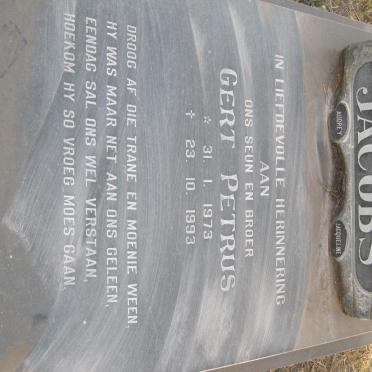 JACOBS
AUDREY JACQUELINE
IN LIEFDEVOLLE HERINNERING
AAN
ONS SEUN EN BROER
GERT PETRUS
* 31. 1. 1973
† 23. 10. 1993
DROOG AF DIE TRANE EN MOENIE WEEN,
HY WAS MAAR NET AAN ONS GELEEN,
EENDAG SAL ONS WEL VERSTAAN,
HOEKOM HY SO VROEG MOES GAAN